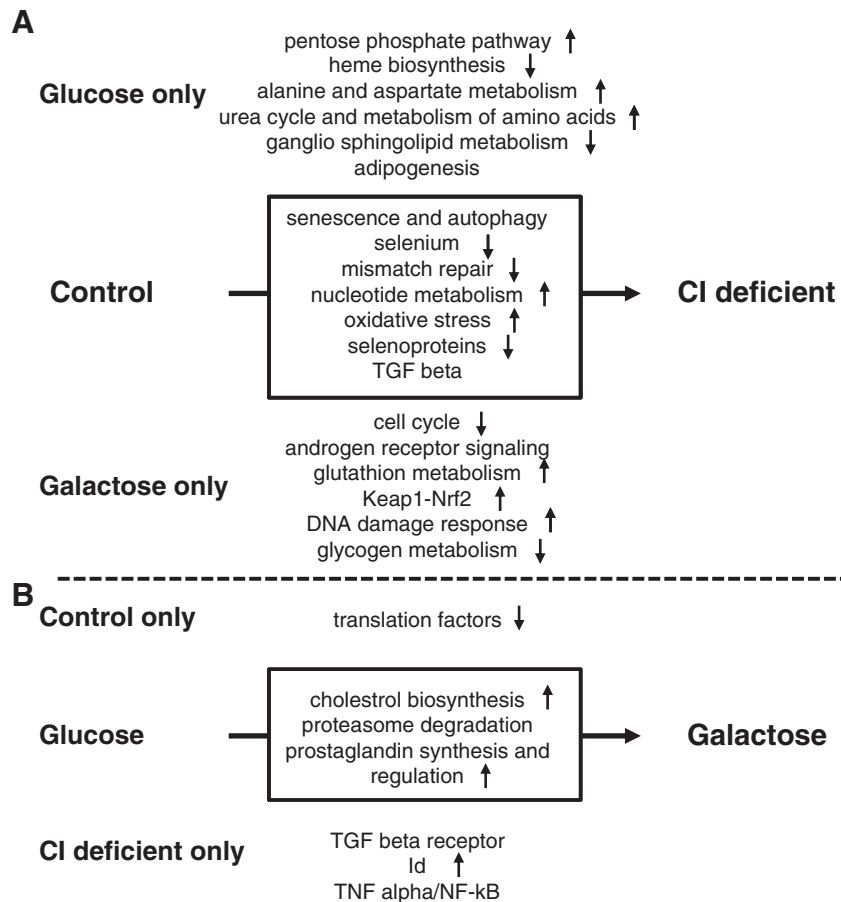 A
pentose phosphate pathway ↑
heme biosynthesis ↓
Glucose only
alanine and aspartate metabolism ↑
urea cycle and metabolism of amino acids ↑
ganglio sphingolipid metabolism ↓
adipogenesis
senescence and autophagy
selenium ↓
mismatch repair ↓
Control
nucleotide metabolism ↑
CI deficient
oxidative stress ↑
selenoproteins ↓
TGF beta
cell cycle ↓
androgen receptor signaling
glutathion metabolism ↑
Galactose only
Keap1-Nrf2 ↑
DNA damage response ↑
glycogen metabolism ↓
B
Control only
translation factors ↓
cholestrol biosynthesis ↑
proteasome degradation
Glucose
Galactose
prostaglandin synthesis and
regulation ↑
TGF beta receptor
CI deficient only
Id ↑
TNF alpha/NF-kB